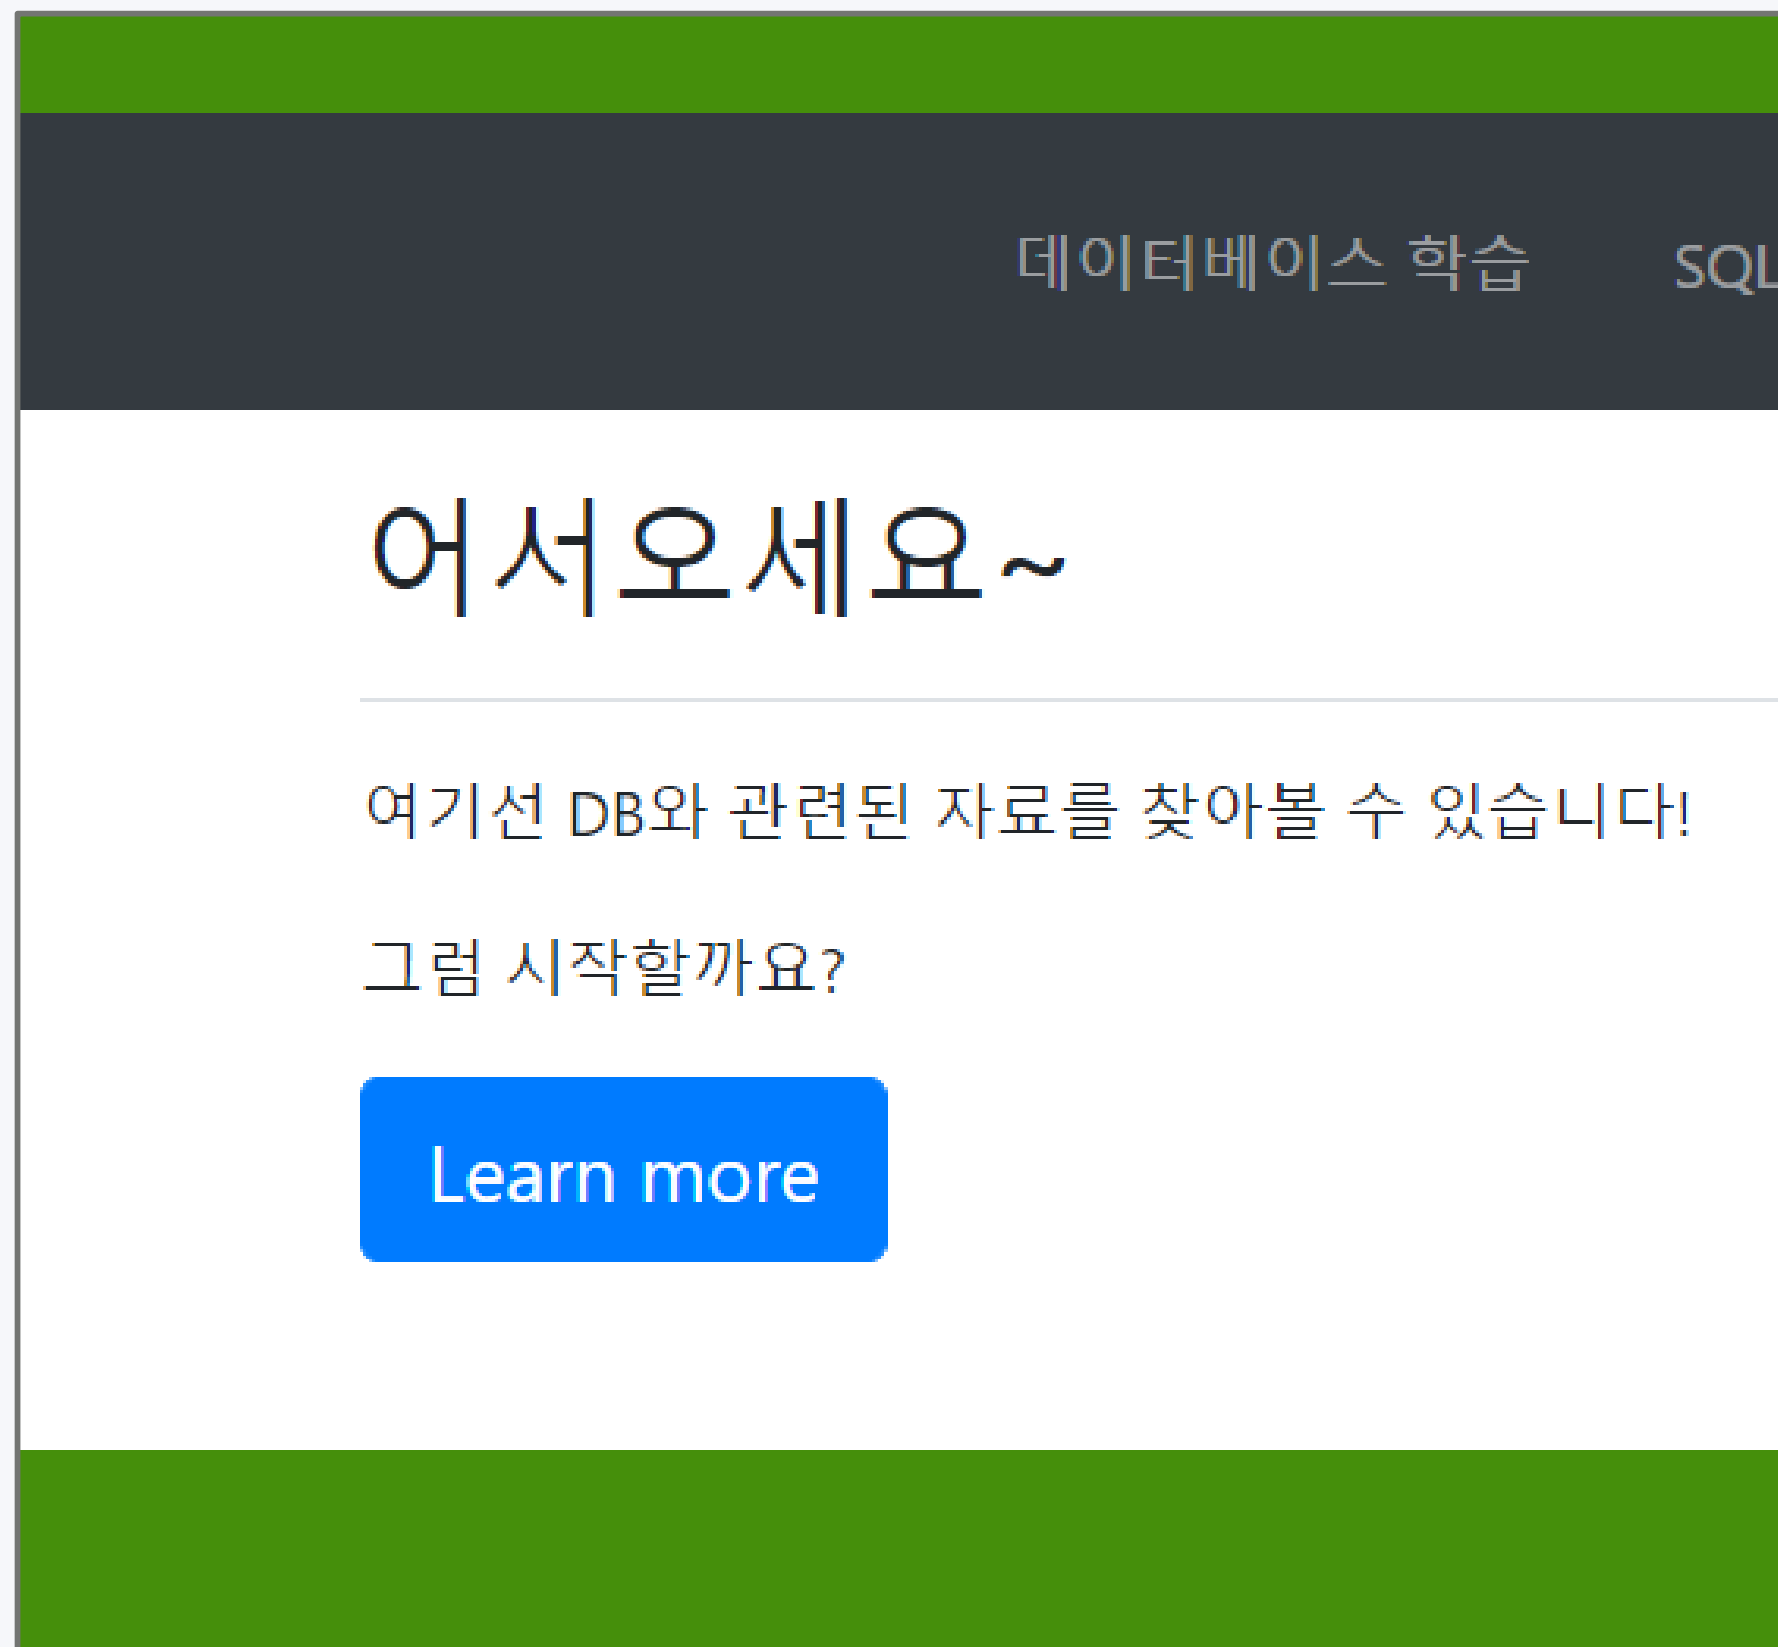 데이터베이스 학습 SQL
어서오세요~
여기선 DB와 관련된 자료를 찾아볼 수 있습니다!
그럼 시작할까요?
Learn more